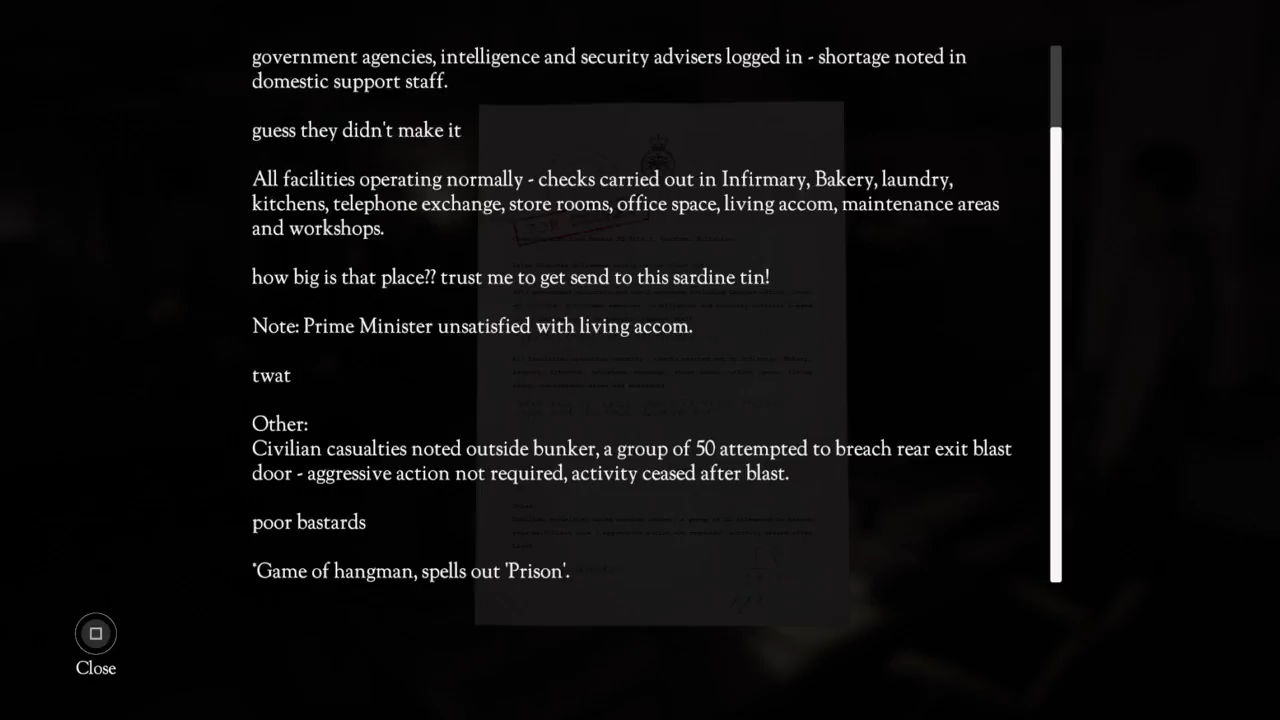 government agencies, intelligence and security advisers logged in - shortage noted in
domestic support staff.
guess they didn't make it
All facilities operating normally - checks carried out in Infirmary, Bakery, laundry,
kitchens, telephone exchange, store rooms, office space, living accom, maintenance areas
and workshops.
how big is that place?? trust me to get send to this sardine tin!
Note: Prime Minister unsatisfied with living accom.
twat
Other:
Civilian casualties noted outside bunker, a group of 50 attempted to breach rear exit blast
door - aggressive action not required, activity ceased after blast.
poor bastards
*Game of hangman, spells out 'Prison'.
Close